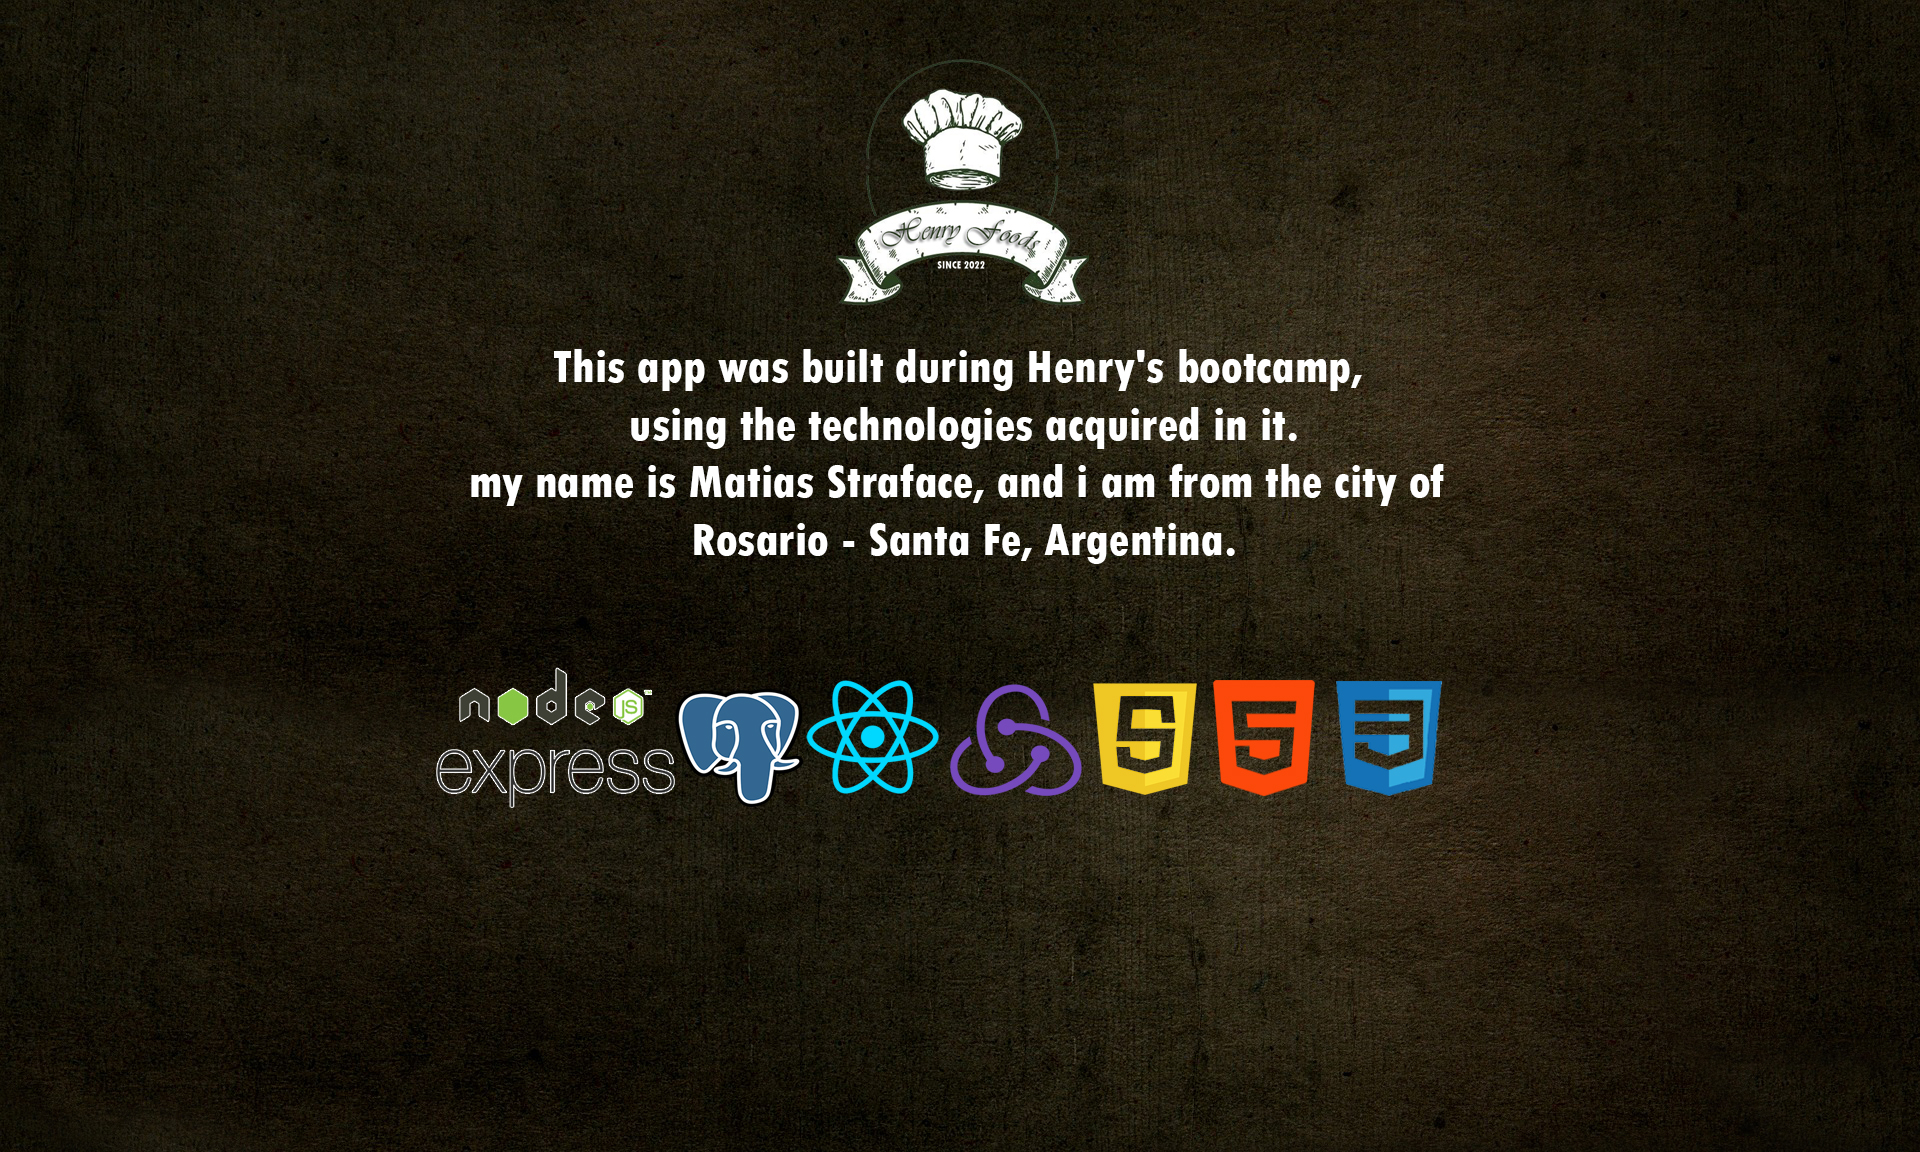 Henry Foods
SINCE 2022
This app was built during Henry's bootcamp,
using the technologies acquired in it.
my name is Matias Straface, and i am from the city of
Rosario - Santa Fe, Argentina.
node JS™
express